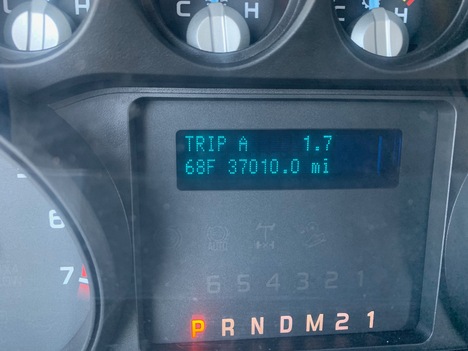 C H C H
TRIP A 1.7
68F 37010.0 mi
6
7
6 5 4 3 2 1
P R N D M 2 1